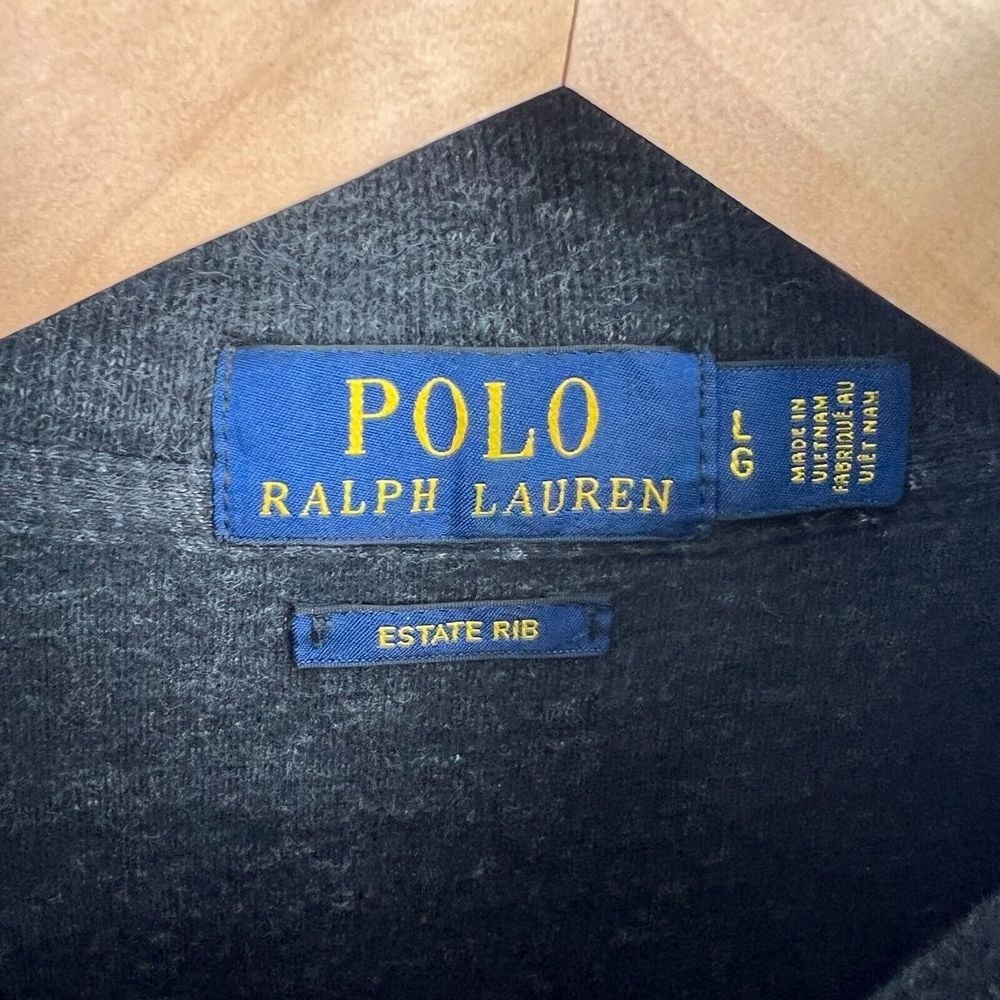 POLO
RALPH LAUREN
L
G
MADE IN
VIETNAM
FABRIQUÉ AU
VIÊT NAM
ESTATE RIB